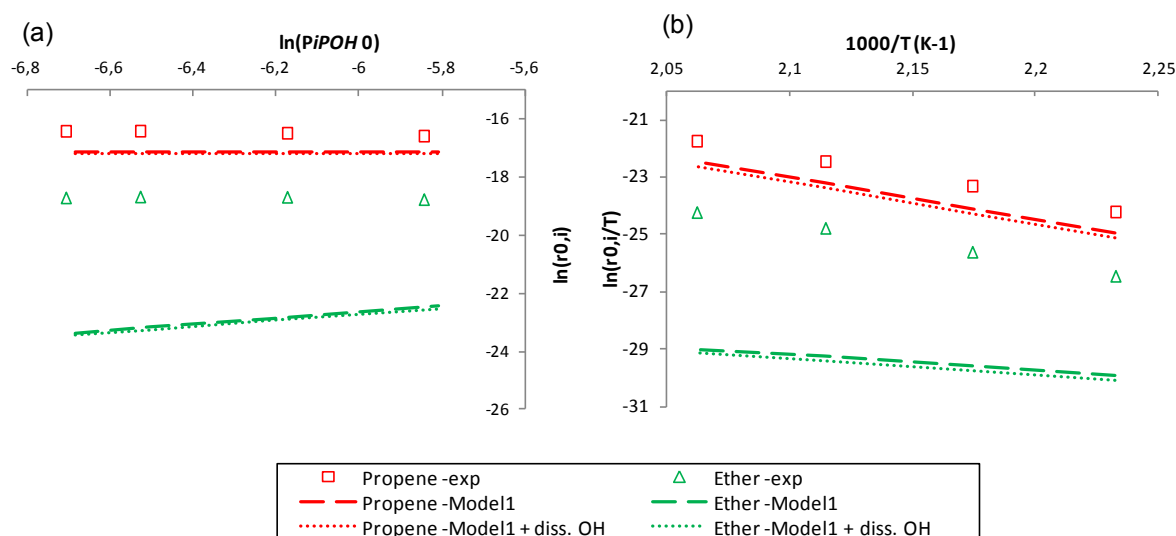 (a)
ln(PiPOH 0)
-6,8 -6,6 -6,4 -6,2 -6 -5,8 -5,6
-16
-18
-20
-22
-24
-26
ln(r0,i)
(b)
1000/T (K-1)
2,05 2,1 2,15 2,2 2,25
-21
-23
-25
-27
-29
-31
ln(r0,i/T)
Propene -exp
Ether -exp
Propene -Model1
Ether -Model1
Propene -Model1 + diss. OH
Ether -Model1 + diss. OH